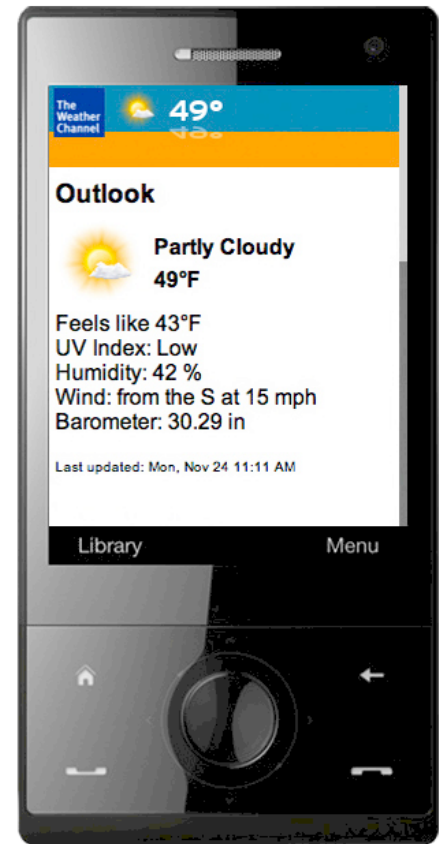 The
Weather
Channel
49°
Outlook
Partly Cloudy
49°F
Feels like 43°F
UV Index: Low
Humidity: 42 %
Wind: from the S at 15 mph
Barometer: 30.29 in
Last updated: Mon, Nov 24 11:11 AM
Library
Menu